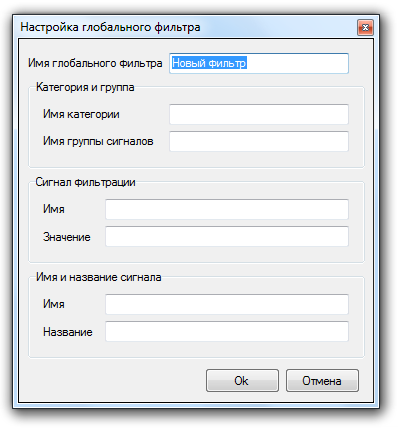 Настройка глобального фильтра
Имя глобального фильтра Новый фильтр
Категория и группа
Имя категории
Имя группы сигналов
Сигнал фильтрации
Имя
Значение
Имя и название сигнала
Имя
Название
Ok Отмена